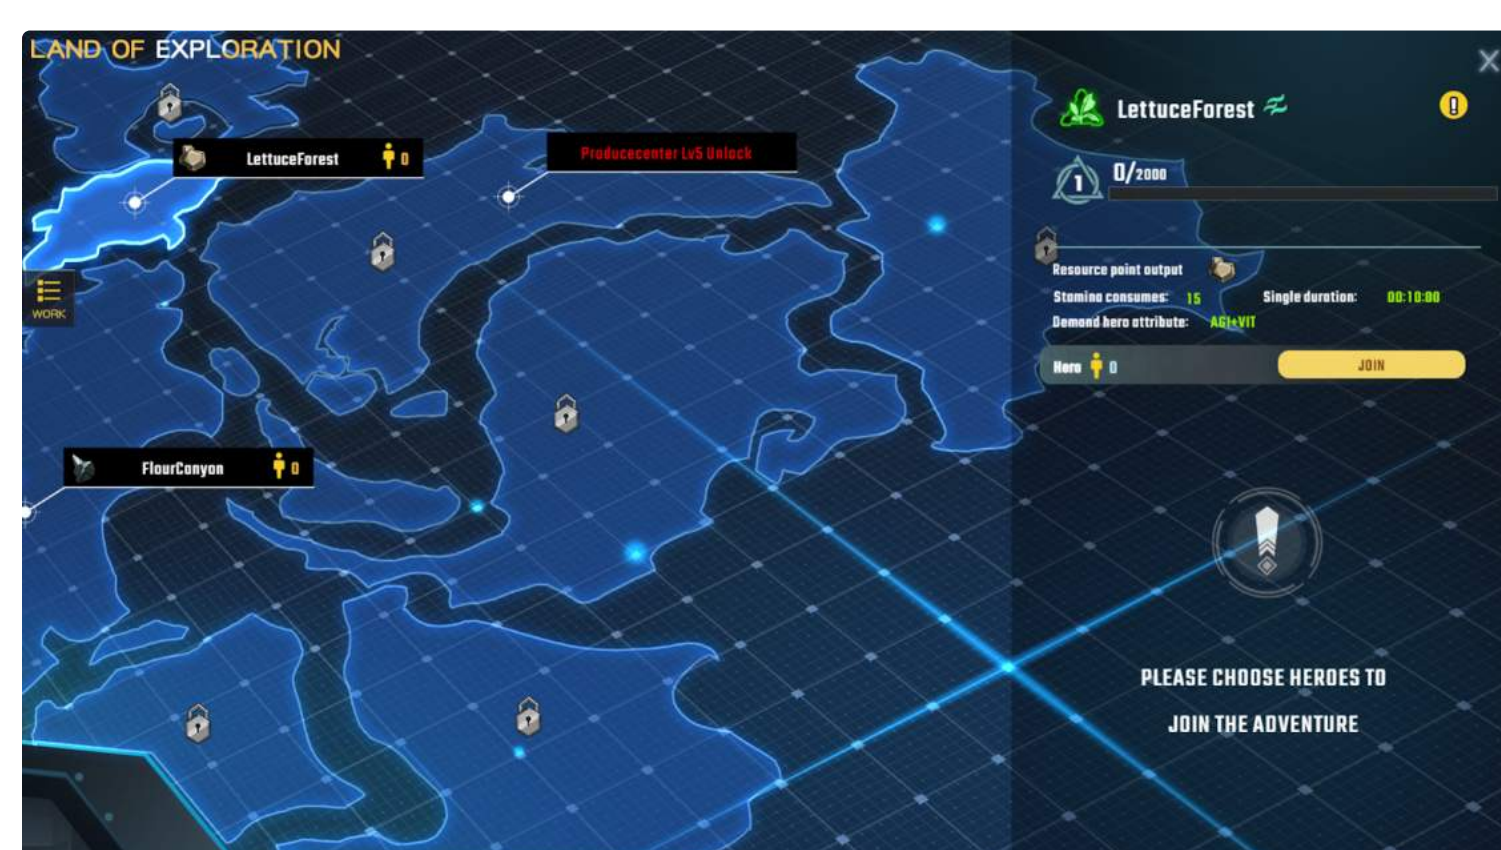 LAND OF EXPLORATION
LettuceForest 0
Producecenter Lv5 Unlock
WORK
FlourCanyon 0
LettuceForest
1 0/2000
Resource point output
Stamina consumes: 15 Single duration: 00:10:00
Demand hero attribute: AGI+VIT
Hero 0 JOIN
PLEASE CHOOSE HEROES TO
JOIN THE ADVENTURE